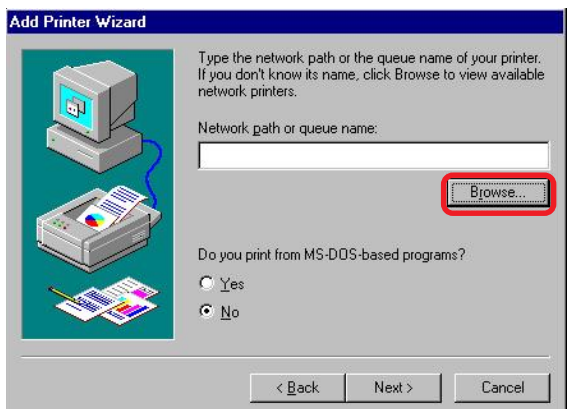 Add Printer Wizard
Type the network path or the queue name of your printer.
If you don't know its name, click Browse to view available
network printers.
Network path or queue name:
Browse...
Do you print from MS-DOS-based programs?
Yes
No
< Back
Next >
Cancel